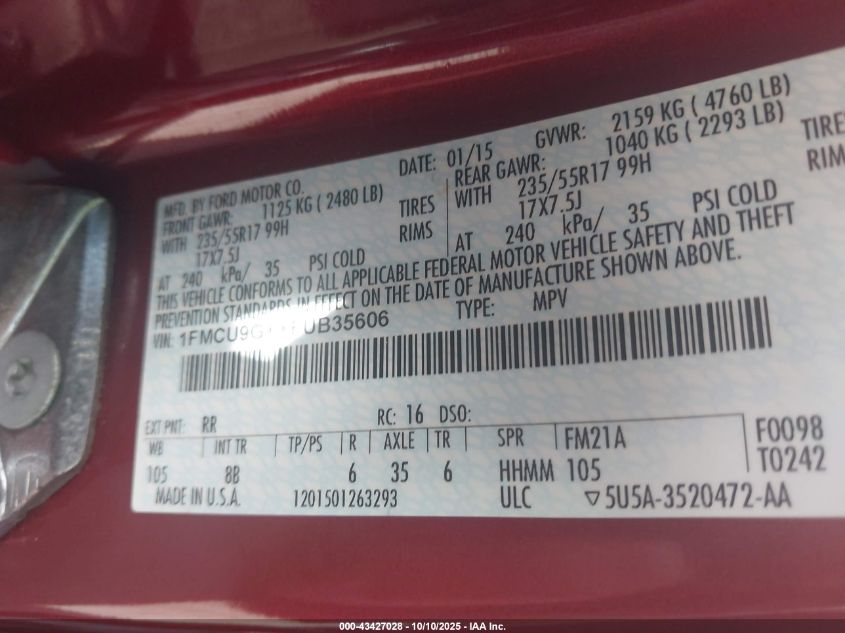 MFD. BY FORD MOTOR CO.
DATE: 01/15
GVWR: 2159 KG ( 4760 LB)
FRONT GAWR: 1125 KG ( 2480 LB)
REAR GAWR: 1040 KG ( 2293 LB)
WITH 235/55R17 99H TIRES
WITH 235/55R17 99H TIRES
17X7.5J RIMS
17X7.5J RIMS
AT 240 kPa/ 35 PSI COLD
AT 240 kPa/ 35 PSI COLD
THIS VEHICLE CONFORMS TO ALL APPLICABLE FEDERAL MOTOR VEHICLE SAFETY AND THEFT
PREVENTION STANDARDS IN EFFECT ON THE DATE OF MANUFACTURE SHOWN ABOVE.
VIN: UB35606
TYPE: MPV
EXT PNT: RR RC: 16 DSO:
WB INT TR TP/PS R AXLE TR SPR FM21A F0098
105 8B 6 35 6 HHMM 105 T0242
MADE IN U.S.A. 1201501263293 ULC ▽5U5A-3520472-AA
000-43427028 - 10/10/2025 - IAA Inc.